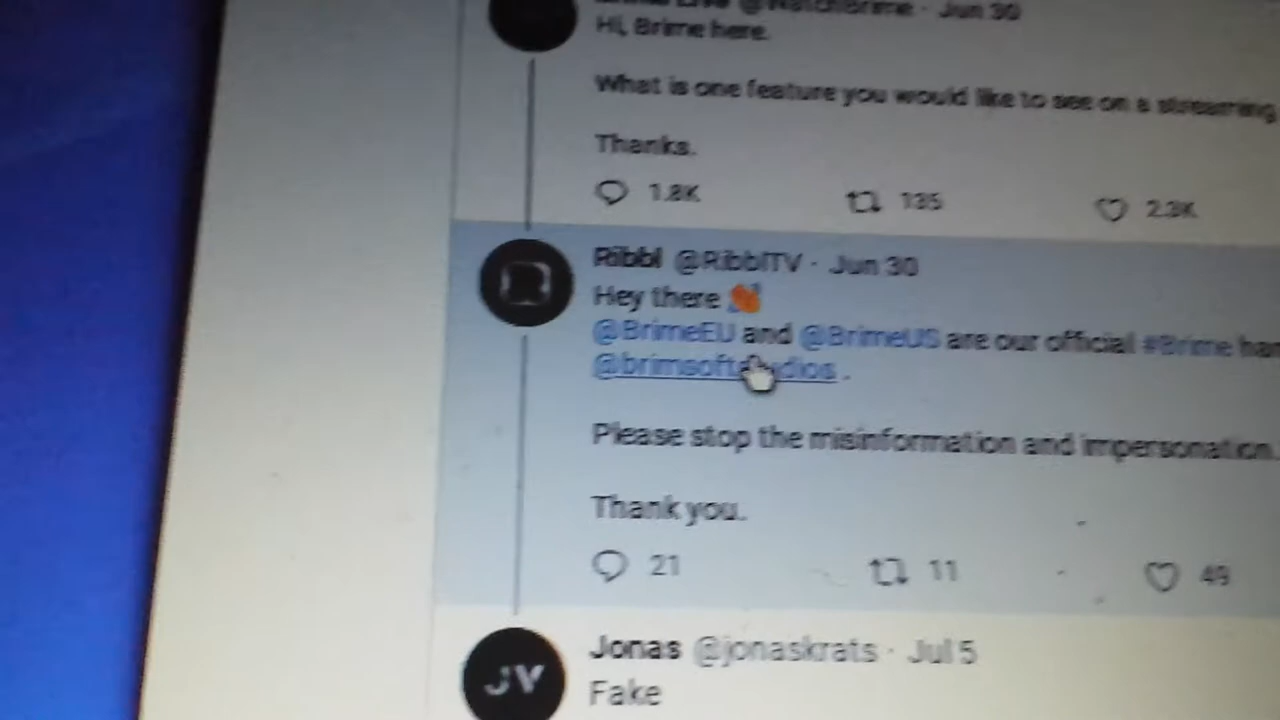 @WatchBrime · Jun 30
Hi, Brime here.
What is one feature you would like to see on a streaming
Thanks.
1.8K 135 2.3K
Ribbl @RibblTV · Jun 30
Hey there
@BrimeEU and @BrimeUS are our official #Brime
@brimsoftstudios .
Please stop the misinformation and impersonation.
Thank you.
21 11 49
Jonas @jonaskrats · Jul 5
JV
Fake